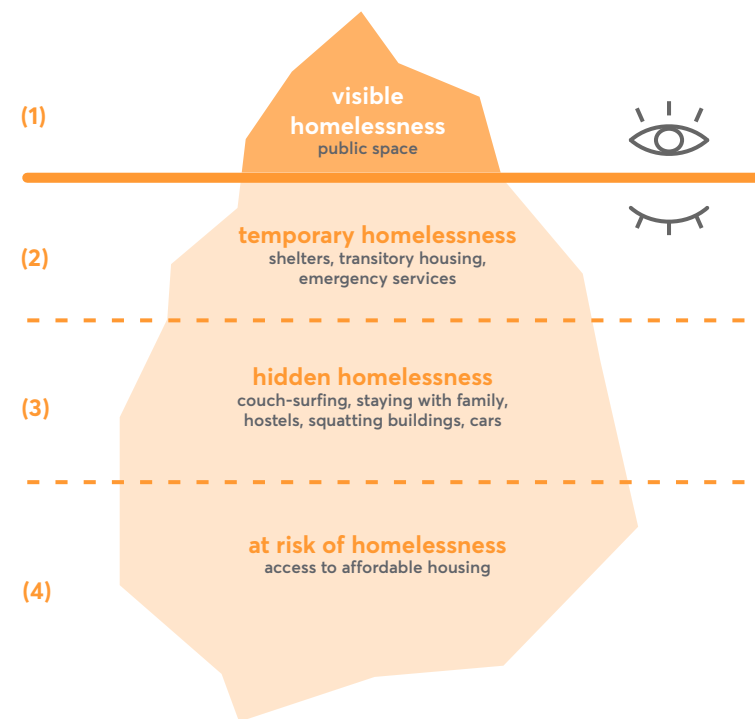 (1)
visible
homelessness
public space
(2)
temporary homelessness
shelters, transitory housing,
emergency services
(3)
hidden homelessness
couch-surfing, staying with family,
hostels, squatting buildings, cars
(4)
at risk of homelessness
access to affordable housing